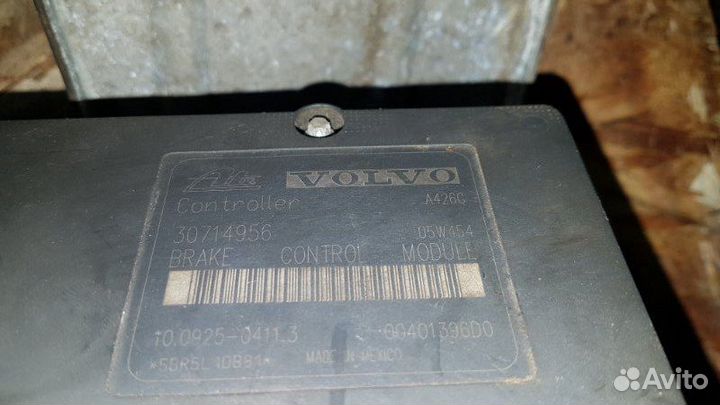 Ate VOLVO
Controller A426C
30714956 05W454
BRAKE CONTROL MODULE
10.0925-0411.3 00401396D0
MADE IN MEXICO
Avito